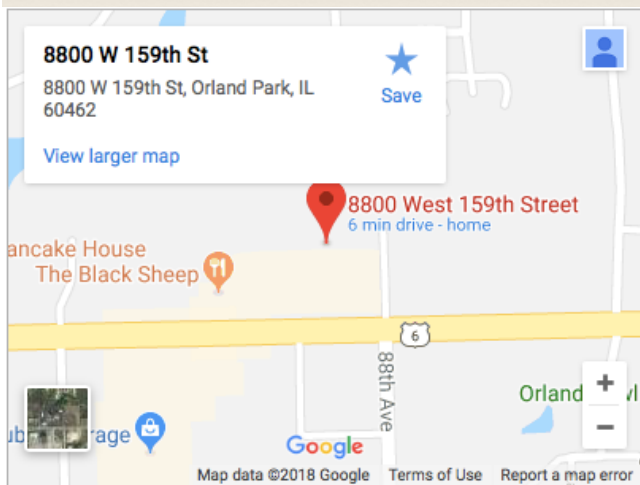 8800 W 159th St
8800 W 159th St, Orland Park, IL
60462
Save
View larger map
8800 West 159th Street
6 min drive - home
ancake House
The Black Sheep
6
88th Ave
Orland
Google
Map data ©2018 Google Terms of Use Report a map error